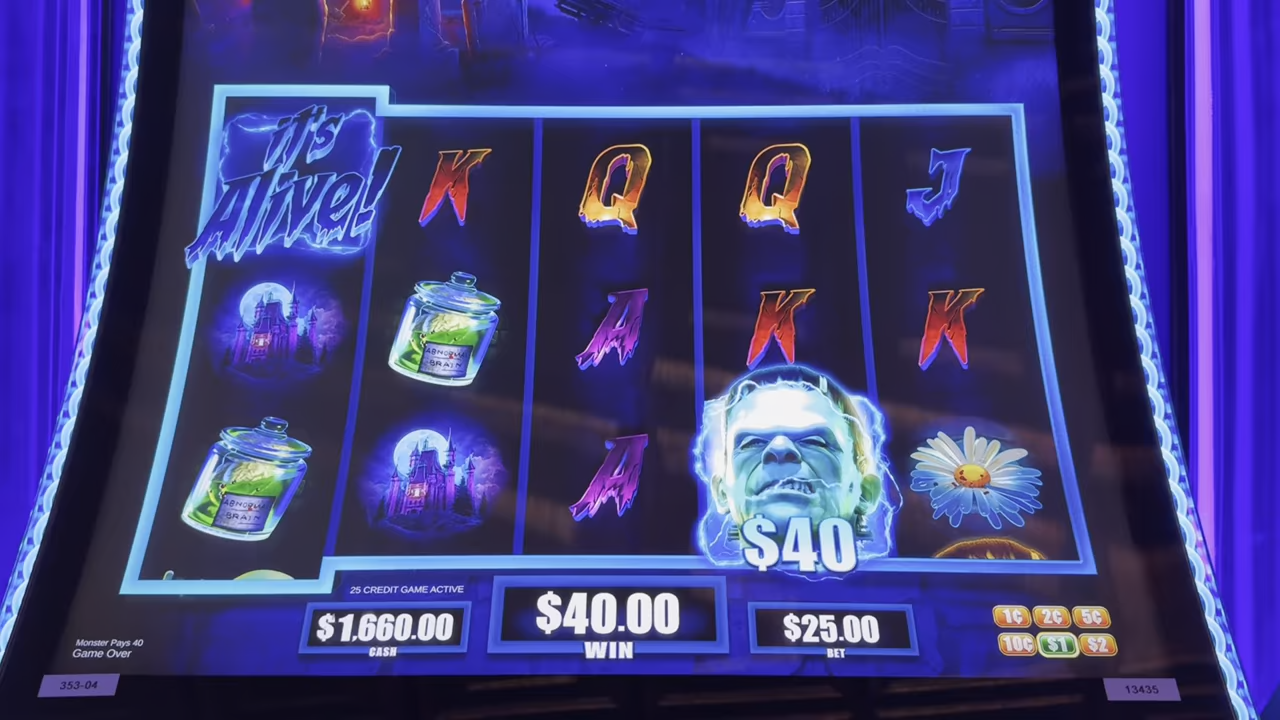 it's
Alive!
K
Q
Q
J
A
K
K
ABNORMAL
BRAIN
A
ABNORMAL
BRAIN
$40
25 CREDIT GAME ACTIVE
$1,660.00
CASH
$40.00
WIN
$25.00
BET
1¢ 2¢ 5¢
10¢ $1 $2
Monster Pays 40
Game Over
353-04
13435